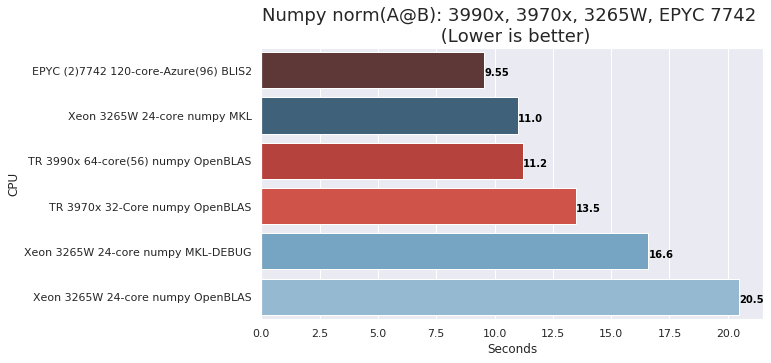 Numpy norm(A@B): 3990x, 3970x, 3265W, EPYC 7742
(Lower is better)
CPU
EPYC (2)7742 120-core-Azure(96) BLIS2
9.55
Xeon 3265W 24-core numpy MKL
11.0
TR 3990x 64-core(56) numpy OpenBLAS
11.2
TR 3970x 32-Core numpy OpenBLAS
13.5
Xeon 3265W 24-core numpy MKL-DEBUG
16.6
Xeon 3265W 24-core numpy OpenBLAS
20.5
0.0 2.5 5.0 7.5 10.0 12.5 15.0 17.5 20.0
Seconds